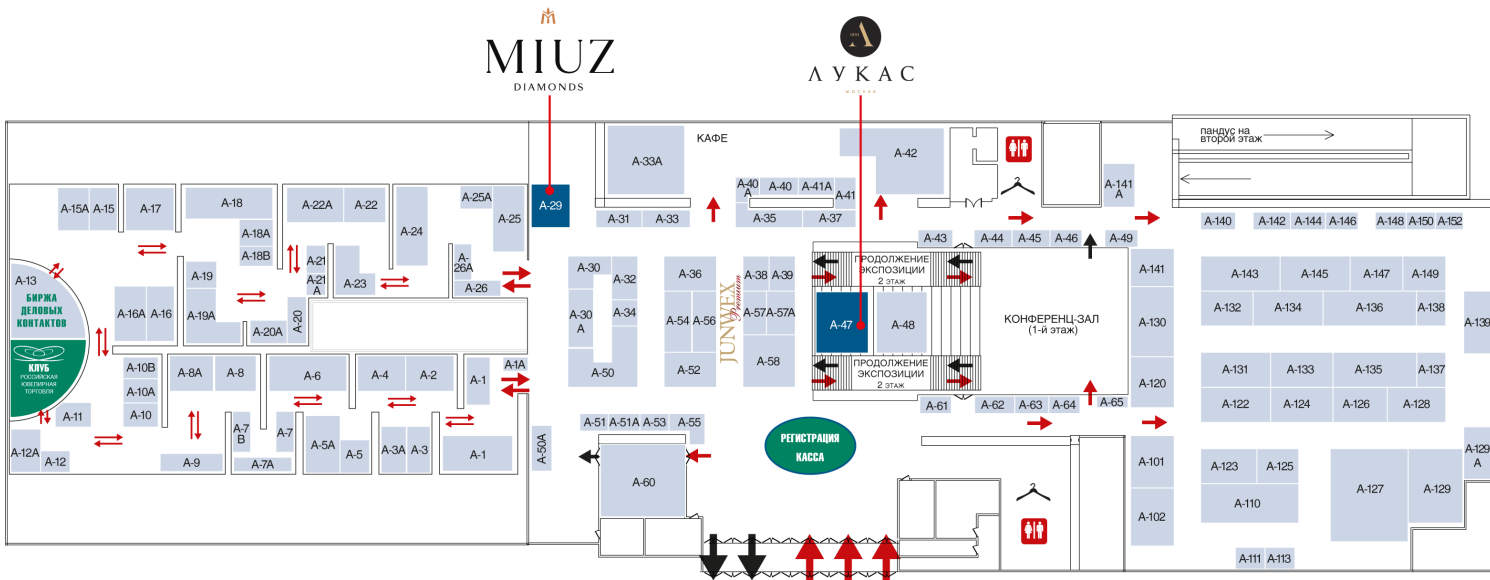 MIUZ
DIAMONDS
1993
A
ЛУКАС
МОСКВА
КАФЕ
пандус на
второй этаж
A-33A
A-42
A-141
A
A-15A
A-15
A-17
A-18
A-22A
A-22
A-24
A-25A
A-25
A-29
A-31
A-33
A-40
A
A-40
A-41A
A-41
A-35
A-37
A-140
A-142
A-144
A-146
A-148
A-150
A-152
A-18A
A-18B
A-43
A-44
A-45
A-46
A-49
A-13
БИРЖА
ДЕЛОВЫХ
КОНТАКТОВ
A-19
A-21
A-21
A
A-23
A-26A
A-26
A-30
A-32
A-36
A-38
A-39
ПРОДОЛЖЕНИЕ
ЭКСПОЗИЦИИ
2 ЭТАЖ
A-141
A-143
A-145
A-147
A-149
A-16A
A-16
A-19A
A-20A
A-20
A-30
A
A-34
A-54
A-56
JUNWEX
Premium
A-57A
A-57A
A-47
A-48
КОНФЕРЕНЦ-ЗАЛ
(1-й этаж)
A-130
A-132
A-134
A-136
A-138
A-139
КЛУБ
РОССИЙСКАЯ
ЮВЕЛИРНАЯ
ТОРГОВЛЯ
A-10B
A-10A
A-10
A-8A
A-8
A-6
A-4
A-2
A-1
A-1A
A-50
A-52
A-58
ПРОДОЛЖЕНИЕ
ЭКСПОЗИЦИИ
2 ЭТАЖ
A-120
A-131
A-133
A-135
A-137
A-122
A-124
A-126
A-128
A-11
A-61
A-62
A-63
A-64
A-65
A-12A
A-12
A-9
A-7
B
A-7
A-7A
A-5A
A-5
A-3A
A-3
A-1
A-50A
A-51
A-51A
A-53
A-55
A-60
РЕГИСТРАЦИЯ
КАССА
A-101
A-102
A-123
A-125
A-110
A-127
A-129
A-129
A
A-111
A-113